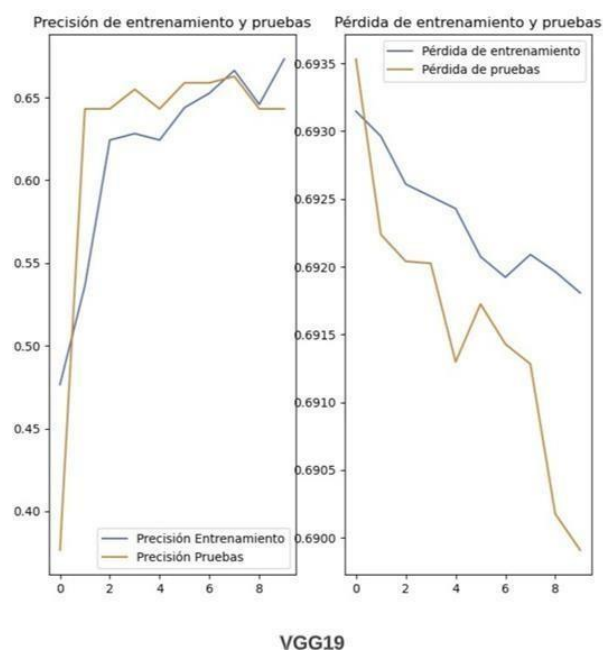 Precisión de entrenamiento y pruebas
0.65
0.60
0.55
0.50
0.45
0.40
Precisión Entrenamiento
Precisión Pruebas
0 2 4 6 8
Pérdida de entrenamiento y pruebas
Pérdida de entrenamiento
Pérdida de pruebas
0.6935
0.6930
0.6925
0.6920
0.6915
0.6910
0.6905
0.6900
0 2 4 6 8
VGG19